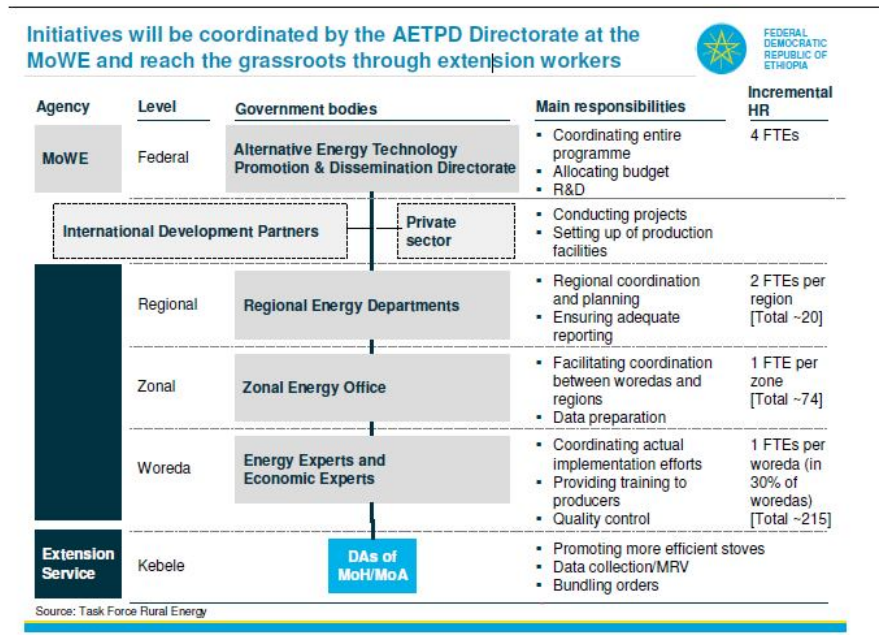 Initiatives will be coordinated by the AETPD Directorate at the
MoWE and reach the grassroots through extension workers
FEDERAL
DEMOCRATIC
REPUBLIC OF
ETHIOPIA
Agency
Level
Government bodies
Main responsibilities
Incremental
HR
MoWE
Federal
Alternative Energy Technology
Promotion & Dissemination Directorate
▪ Coordinating entire
programme
▪ Allocating budget
▪ R&D
4 FTEs
International Development Partners
Private
sector
▪ Conducting projects
▪ Setting up of production
facilities
Regional
Regional Energy Departments
▪ Regional coordination
and planning
▪ Ensuring adequate
reporting
2 FTEs per
region
[Total ~20]
Zonal
Zonal Energy Office
▪ Facilitating coordination
between woredas and
regions
▪ Data preparation
1 FTE per
zone
[Total ~74]
Woreda
Energy Experts and
Economic Experts
▪ Coordinating actual
implementation efforts
▪ Providing training to
producers
▪ Quality control
1 FTEs per
woreda (in
30% of
woredas)
[Total ~215]
Extension
Service
Kebele
DAs of
MoH/MoA
▪ Promoting more efficient stoves
▪ Data collection/MRV
▪ Bundling orders
Source: Task Force Rural Energy